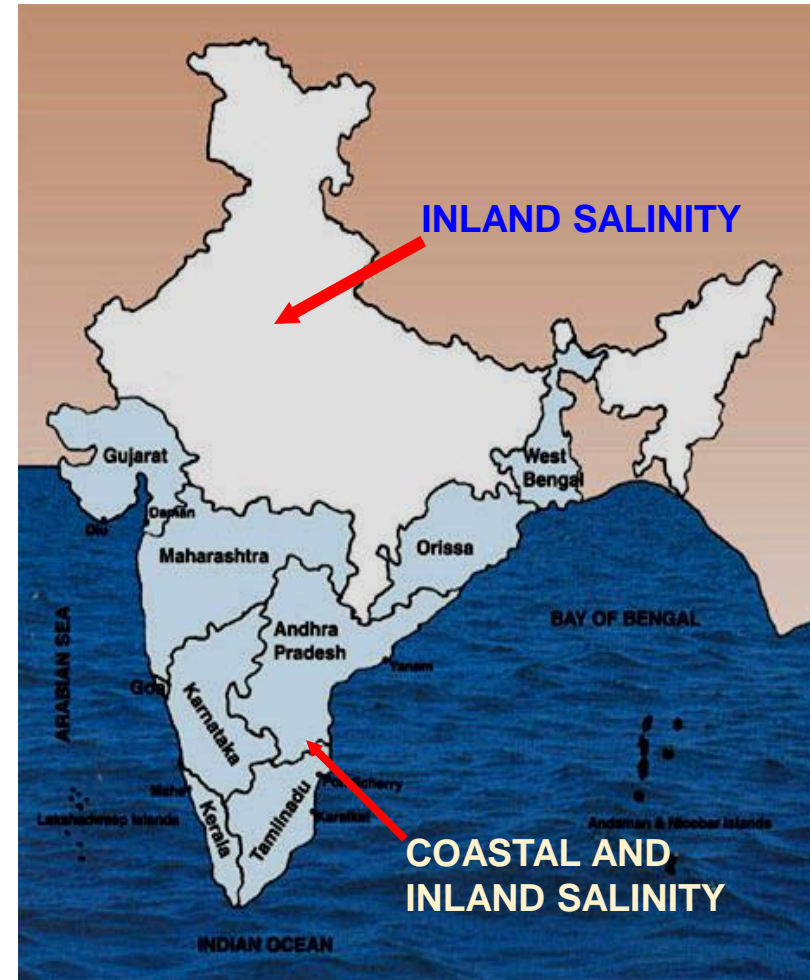 INLAND SALINITY
Gujarat
Daman
Diu
West
Bengal
Maharashtra
Orissa
Andhra
Pradesh
BAY OF BENGAL
Yanam
ARABIAN SEA
Goa
Karnataka
Mahe
Pondicherry
Karaikal
Lakshadweep Islands
Kerala
Tamilnadu
Andaman & Nicobar Islands
COASTAL AND
INLAND SALINITY
INDIAN OCEAN